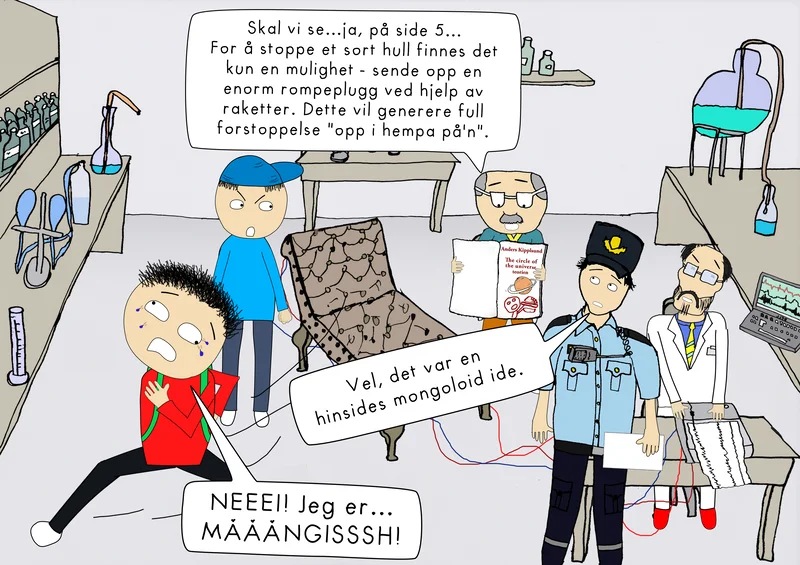 Skal vi se...ja, på side 5...
For å stoppe et sort hull finnes det
kun en mulighet - sende opp en
enorm rompeplugg ved hjelp av
raketter. Dette vil generere full
forstoppelse "opp i hempa på'n".
Anders Kipplsund
The circle of
the universe
teories
Vel, det var en
hinsides mongoloid ide.
NEEEI! Jeg er...
MÅÅÅNGISSSH!